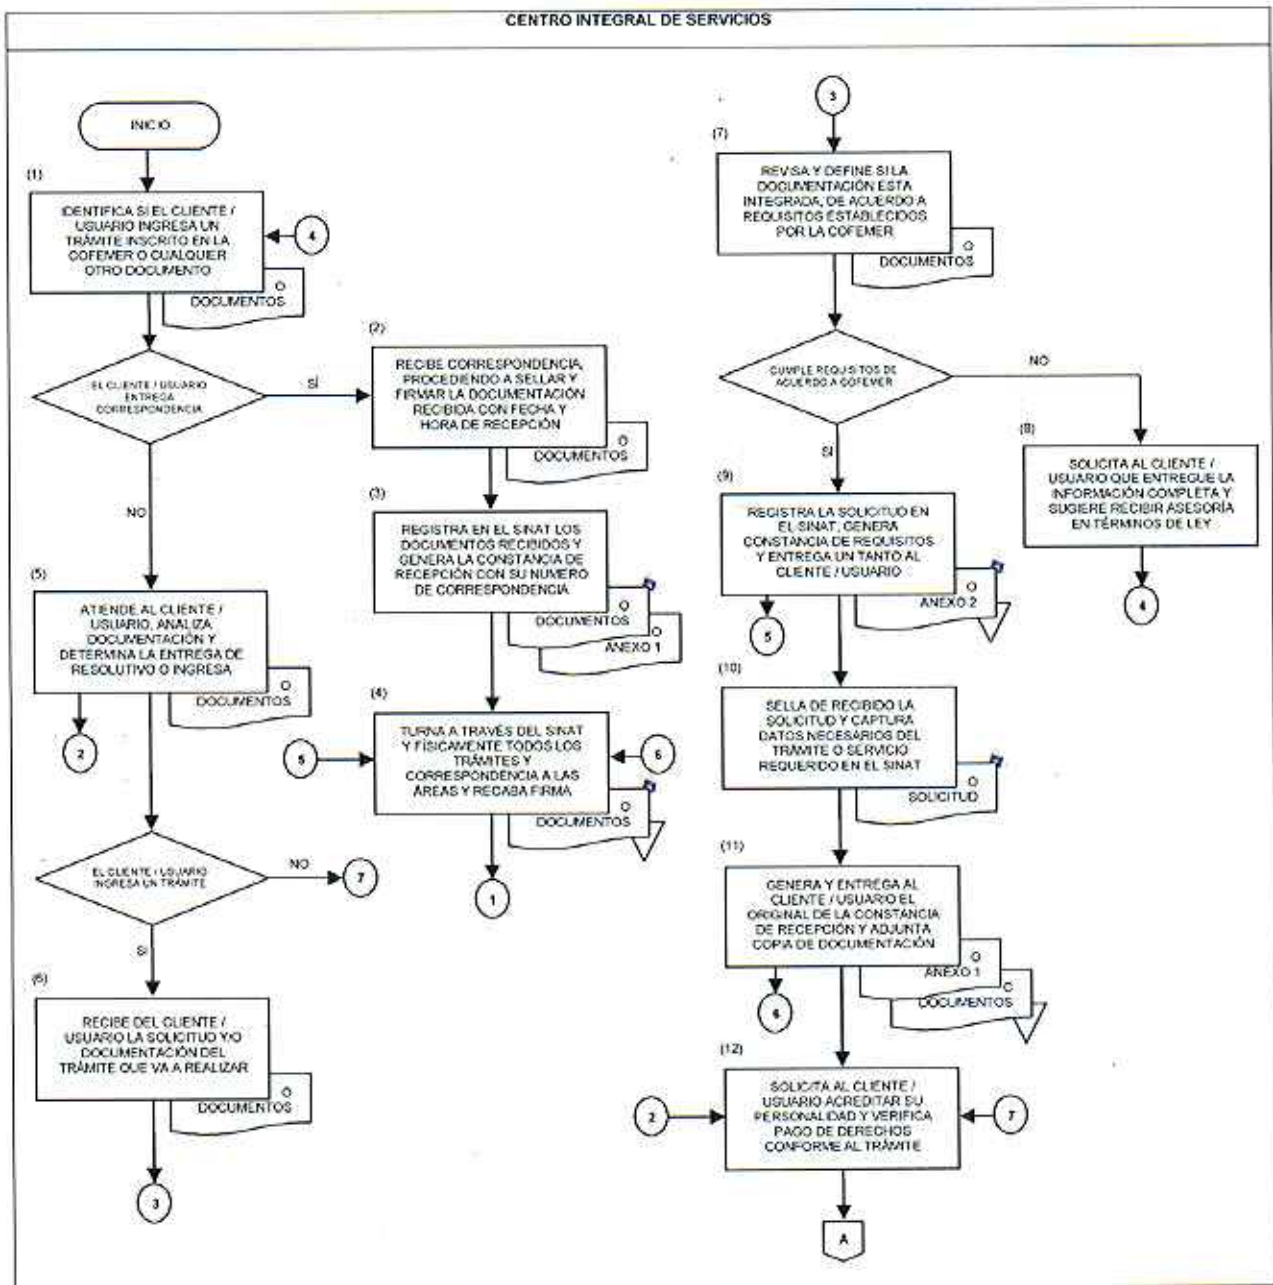 CENTRO INTEGRAL DE SERVICIOS
INICIO
(1)
IDENTIFICA SI EL CLIENTE /
USUARIO INGRESA UN
TRÁMITE INSCRITO EN LA
COFEMER O CUALQUIER
OTRO DOCUMENTO
4
O
DOCUMENTOS
EL CLIENTE / USUARIO
ENTREGA
CORRESPONDENCIA
SÍ
NO
(2)
RECIBE CORRESPONDENCIA,
PROCEDIENDO A SELLAR Y
FIRMAR LA DOCUMENTACIÓN
RECIBIDA CON FECHA Y
HORA DE RECEPCIÓN
O
DOCUMENTOS
(3)
REGISTRA EN EL SINAT LOS
DOCUMENTOS RECIBIDOS Y
GENERA LA CONSTANCIA DE
RECEPCIÓN CON SU NUMERO
DE CORRESPONDENCIA
O
DOCUMENTOS
O
ANEXO 1
(4)
TURNA A TRAVÉS DEL SINAT
Y FÍSICAMENTE TODOS LOS
TRÁMITES Y
CORRESPONDENCIA A LAS
ÁREAS Y RECABA FIRMA
5
6
O
DOCUMENTOS
1
(5)
ATIENDE AL CLIENTE /
USUARIO, ANALIZA
DOCUMENTACIÓN Y
DETERMINA LA ENTREGA DE
RESOLUTIVO O INGRESA
O
DOCUMENTOS
2
EL CLIENTE / USUARIO
INGRESA UN TRÁMITE
NO
7
SI
(6)
RECIBE DEL CLIENTE /
USUARIO LA SOLICITUD Y/O
DOCUMENTACIÓN DEL
TRÁMITE QUE VA A REALIZAR
O
DOCUMENTOS
3
3
(7)
REVISA Y DEFINE SI LA
DOCUMENTACIÓN ESTA
INTEGRADA, DE ACUERDO A
REQUISITOS ESTABLECIDOS
POR LA COFEMER
O
DOCUMENTOS
CUMPLE REQUISITOS DE
ACUERDO A COFEMER
NO
SI
(8)
SOLICITA AL CLIENTE /
USUARIO QUE ENTREGUE LA
INFORMACIÓN COMPLETA Y
SUGIERE RECIBIR ASESORÍA
EN TÉRMINOS DE LEY
4
(9)
REGISTRA LA SOLICITUD EN
EL SINAT, GENERA
CONSTANCIA DE REQUISITOS
Y ENTREGA UN TANTO AL
CLIENTE / USUARIO
O
ANEXO 2
5
(10)
SELLA DE RECIBIDO LA
SOLICITUD Y CAPTURA
DATOS NECESARIOS DEL
TRÁMITE O SERVICIO
REQUERIDO EN EL SINAT
O
SOLICITUD
(11)
GENERA Y ENTREGA AL
CLIENTE / USUARIO EL
ORIGINAL DE LA CONSTANCIA
DE RECEPCIÓN Y ADJUNTA
COPIA DE DOCUMENTACIÓN
O
ANEXO 1
C
DOCUMENTOS
6
(12)
SOLICITA AL CLIENTE /
USUARIO ACREDITAR SU
PERSONALIDAD Y VERIFICA
PAGO DE DERECHOS
CONFORME AL TRÁMITE
2
7
A